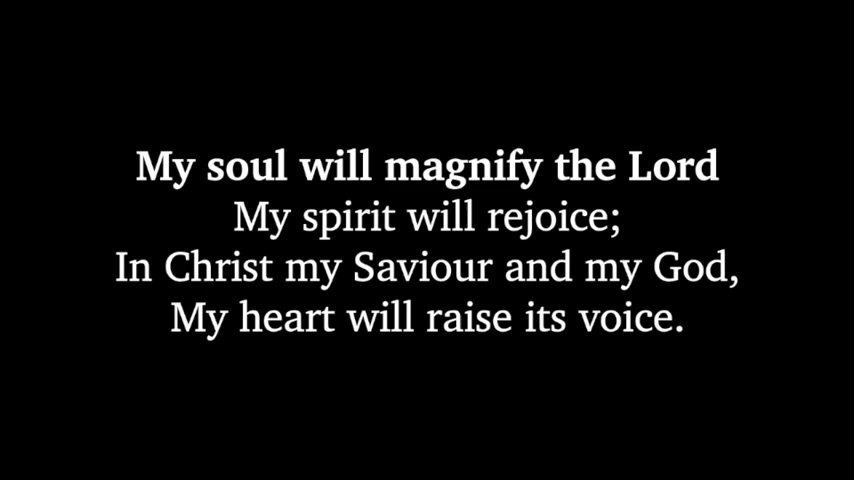 My soul will magnify the Lord
My spirit will rejoice;
In Christ my Saviour and my God,
My heart will raise its voice.